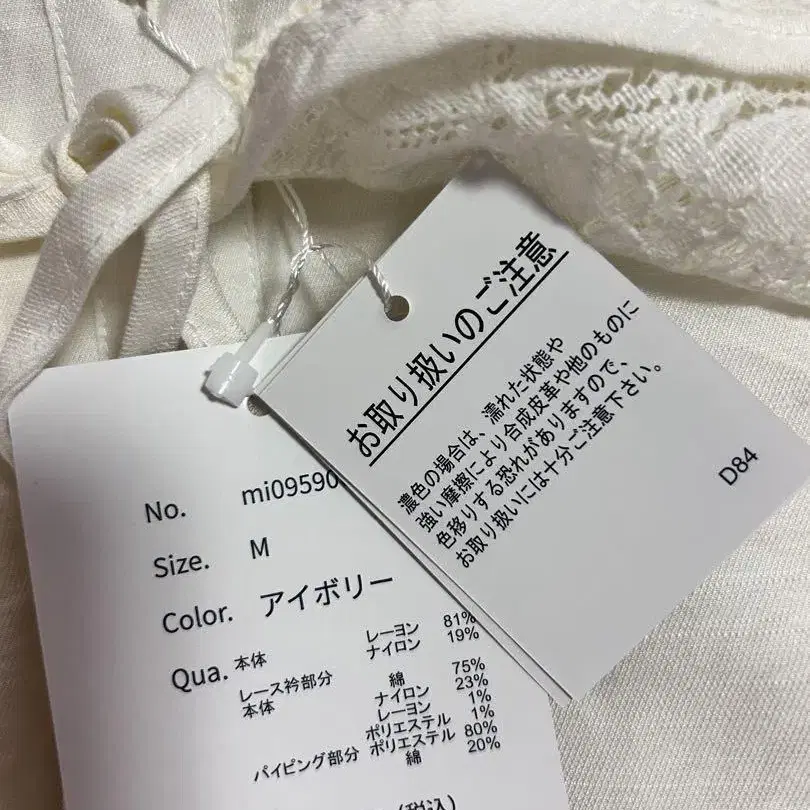 お取り扱いのご注意
濃色の場合は、濡れた状態や
強い摩擦により合成皮革や他のものに
色移りする恐れがありますので、
お取り扱いには十分ご注意下さい。
D84
No. mi09590
Size. M
Color. アイボリー
Qua. 本体 レーヨン 81%
ナイロン 19%
レース衿部分
本体 綿 75%
ナイロン 23%
レーヨン 1%
ポリエステル 1%
パイピング部分 ポリエステル 80%
綿 20%
(税込)